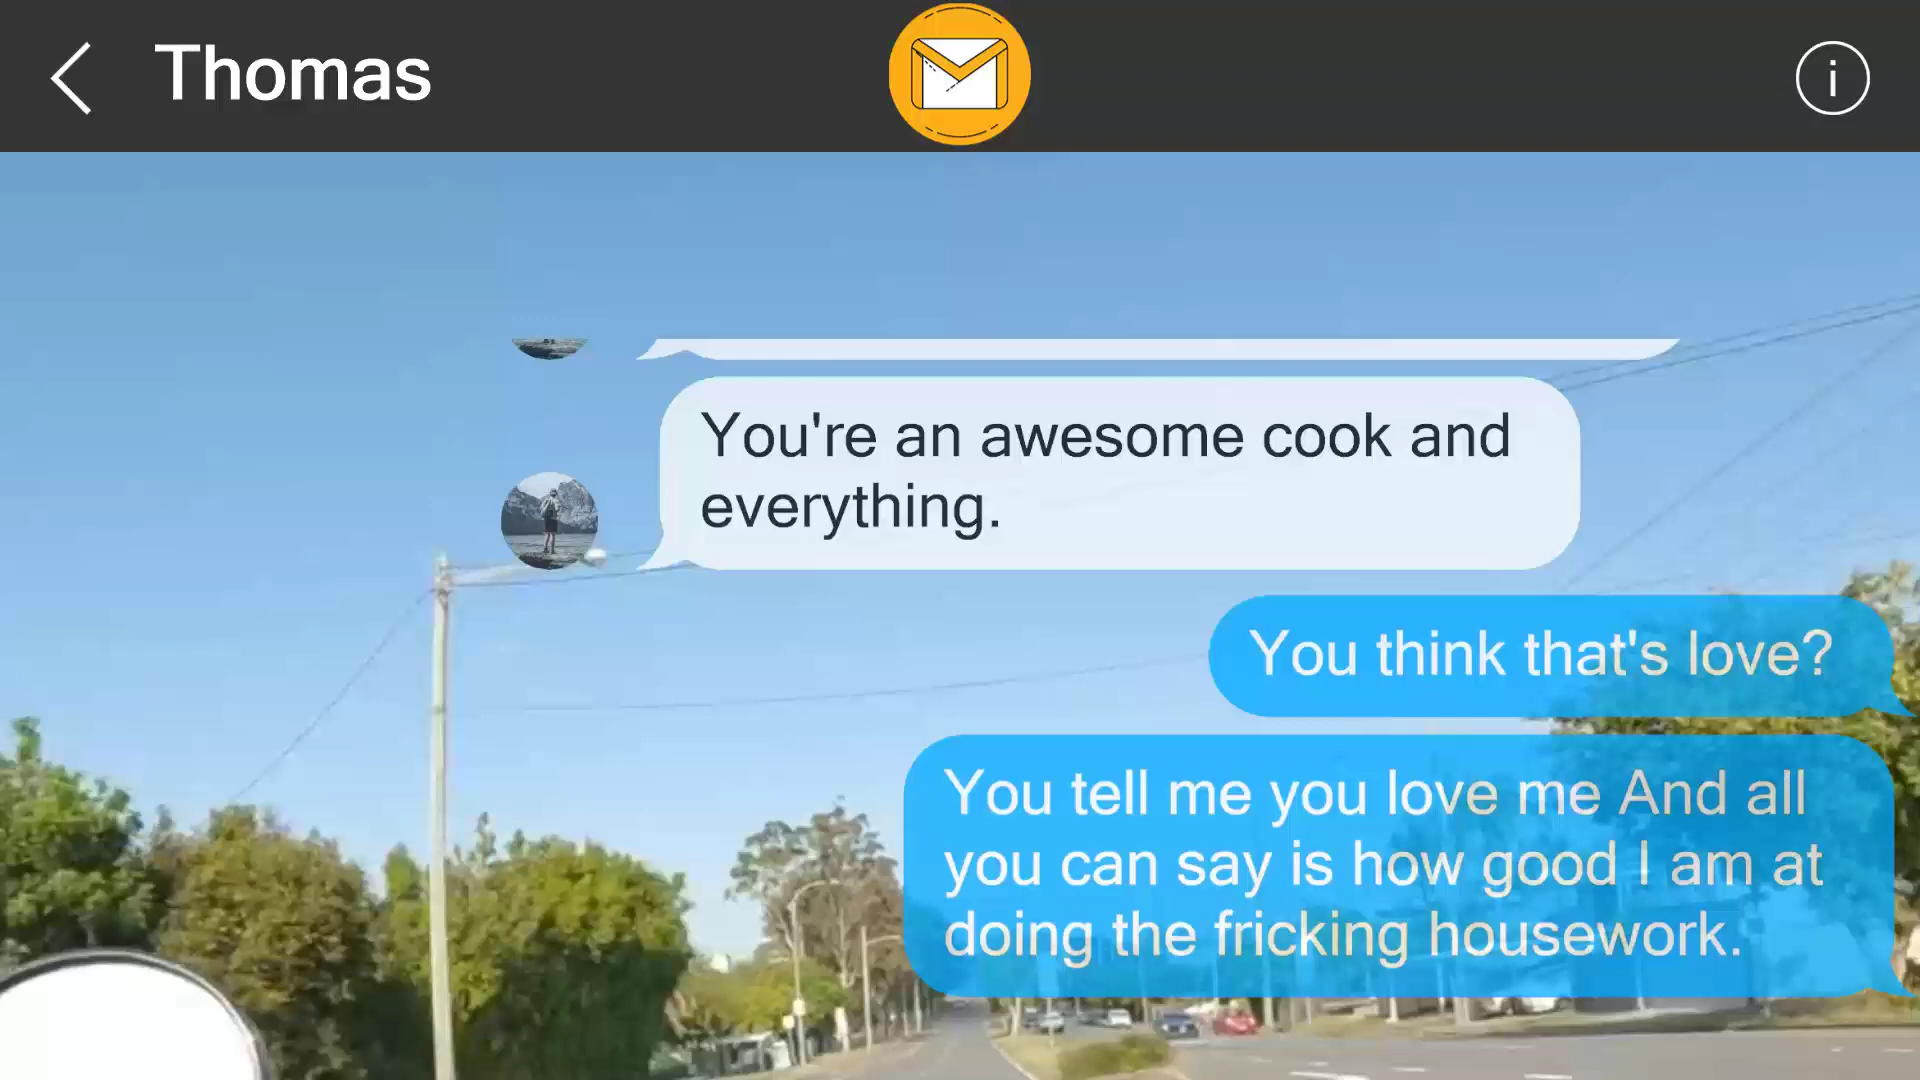 Thomas
You're an awesome cook and
everything.
You think that's love?
You tell me you love me And all
you can say is how good I am at
doing the fricking housework.